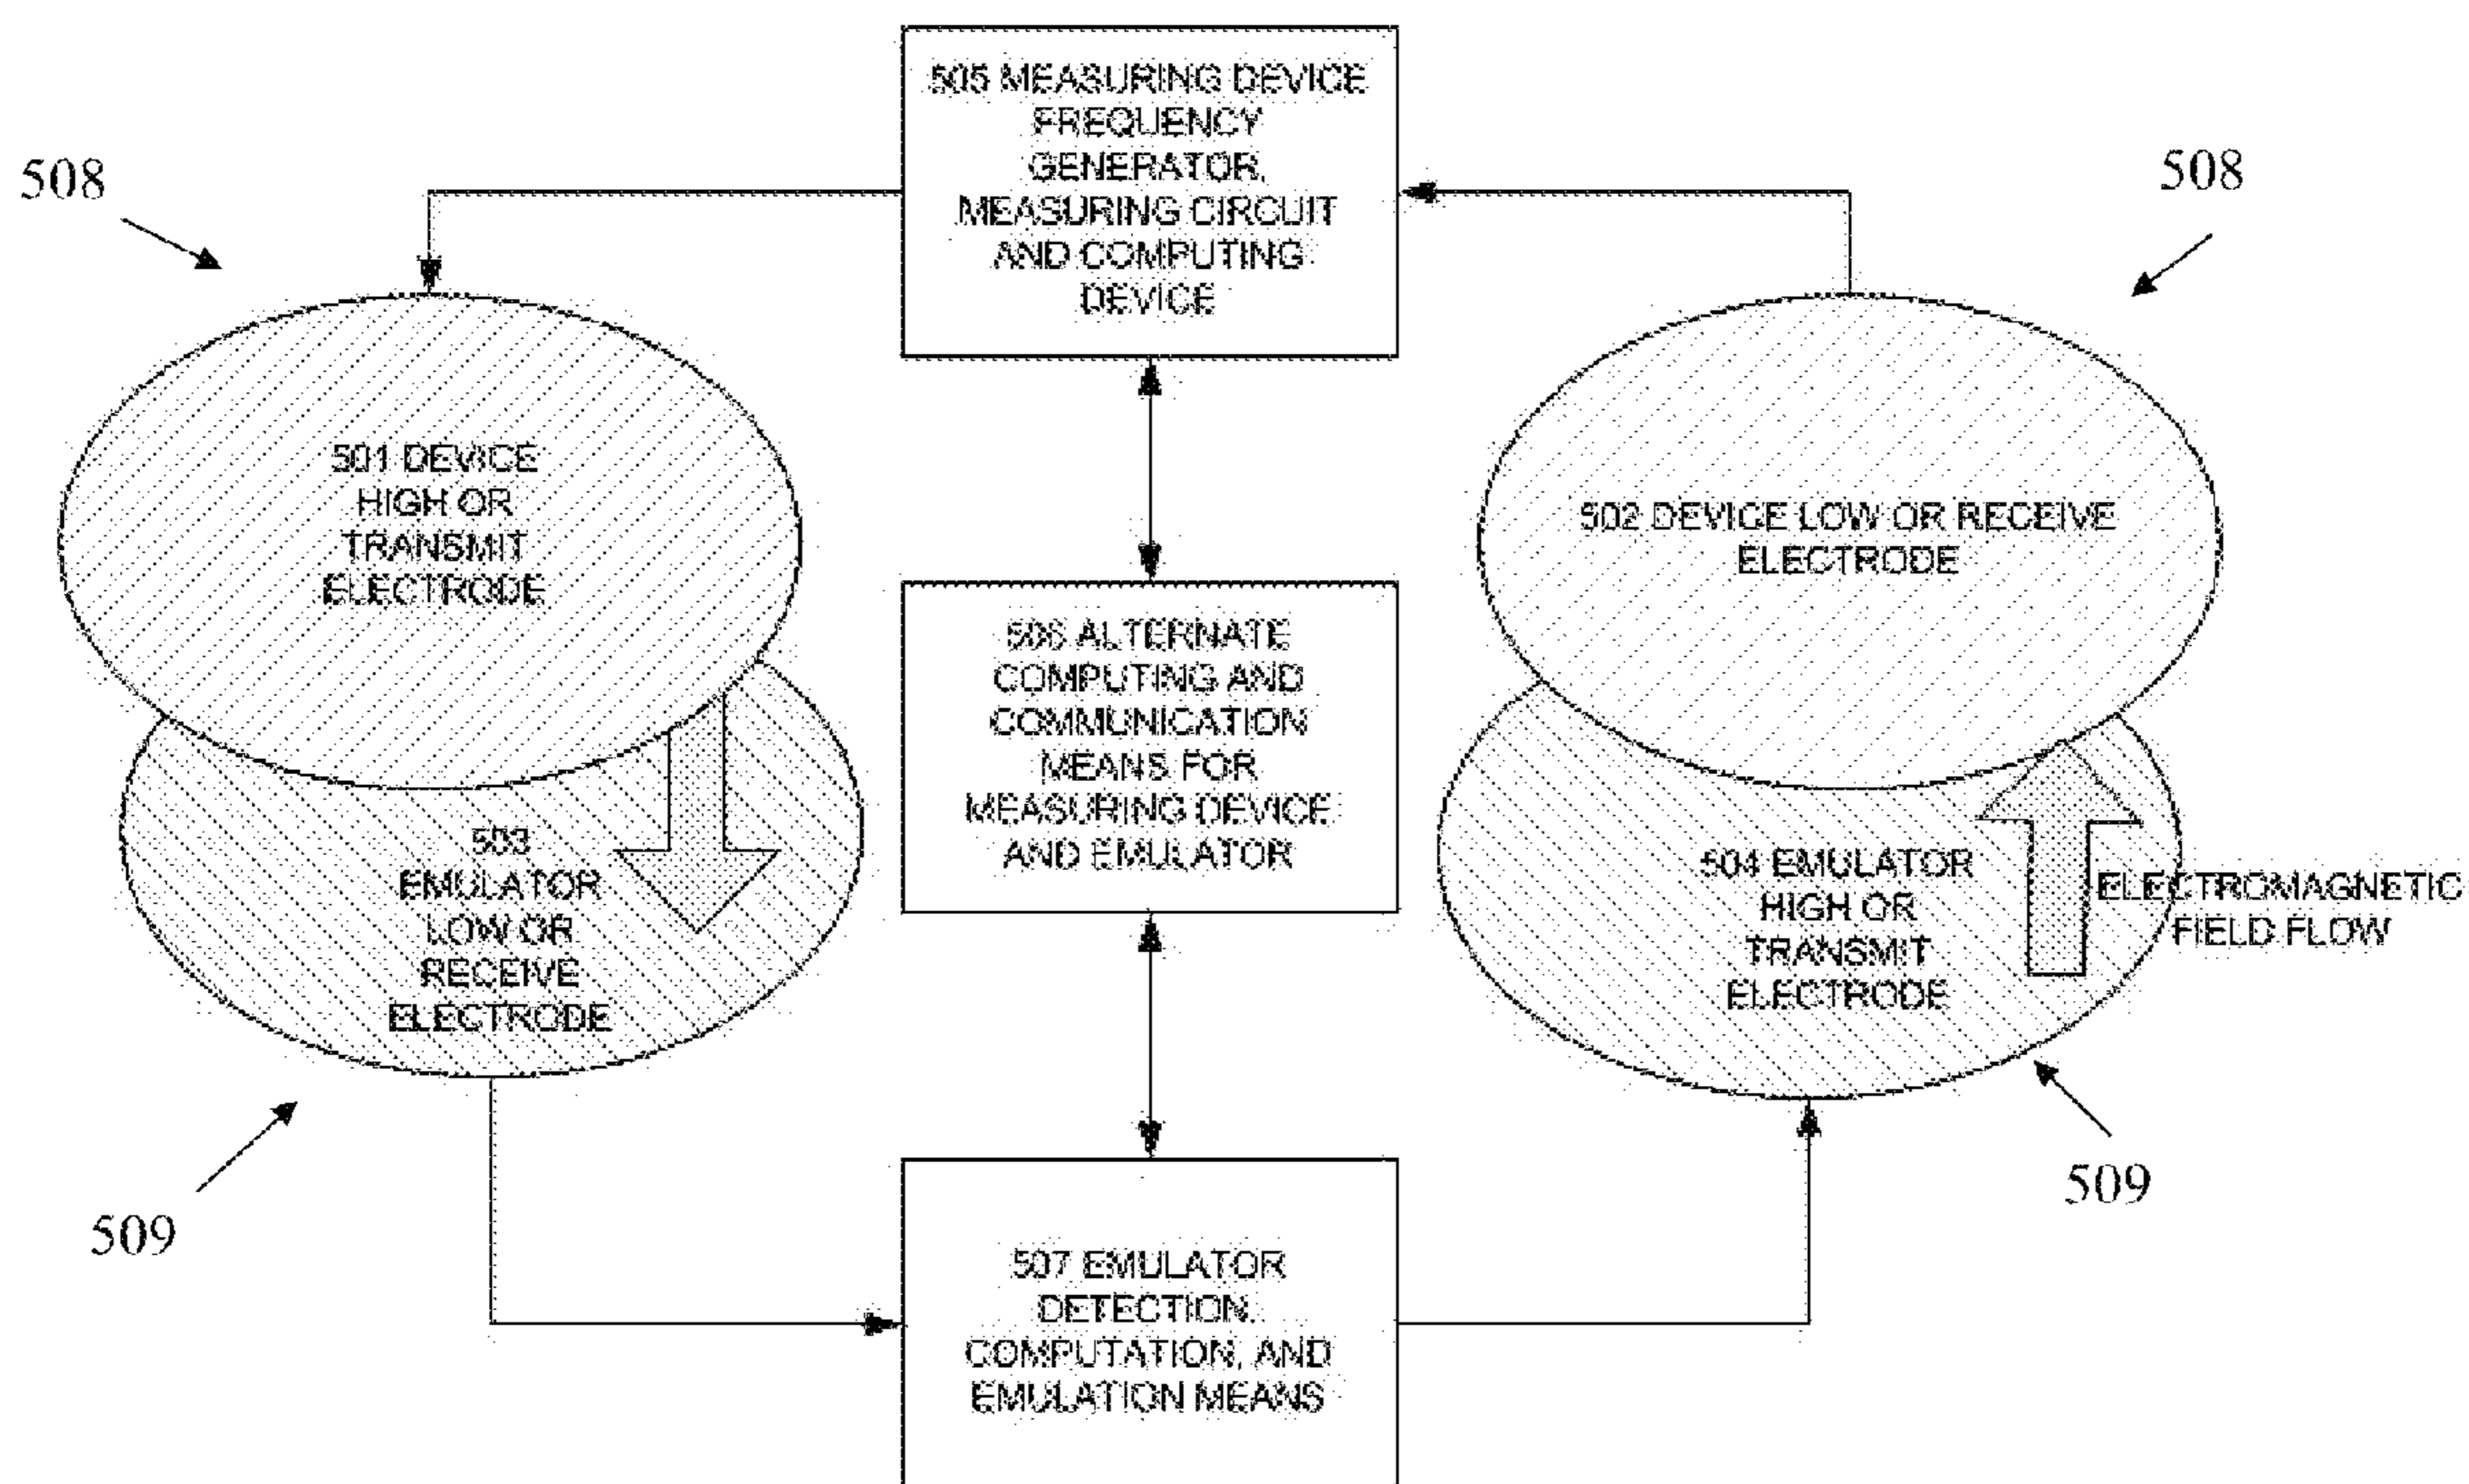 505 MEASURING DEVICE
FREQUENCY
GENERATOR,
MEASURING CIRCUIT
AND COMPUTING
DEVICE
508
508
501 DEVICE
HIGH OR
TRANSMIT
ELECTRODE
502 DEVICE LOW OR RECEIVE
ELECTRODE
506 ALTERNATE
COMPUTING AND
COMMUNICATION
MEANS FOR
MEASURING DEVICE
AND EMULATOR
503
EMULATOR
LOW OR
RECEIVE
ELECTRODE
504 EMULATOR
HIGH OR
TRANSMIT
ELECTRODE
ELECTROMAGNETIC
FIELD FLOW
509
509
507 EMULATOR
DETECTION,
COMPUTATION, AND
EMULATION MEANS